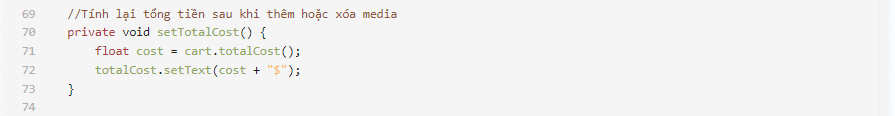 69 //Tính lại tổng tiền sau khi thêm hoặc xóa media
70 private void setTotalCost() {
71 float cost = cart.totalCost();
72 totalCost.setText(cost + "$");
73 }
74